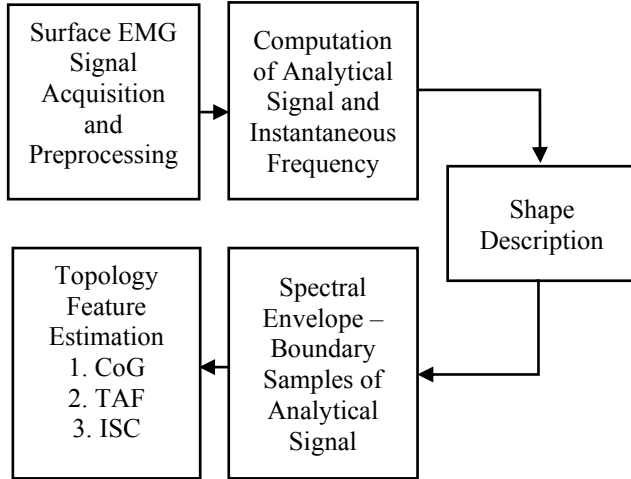 Surface EMG
Signal
Acquisition
and
Preprocessing
Computation
of Analytical
Signal and
Instantaneous
Frequency
Shape
Description
Spectral
Envelope –
Boundary
Samples of
Analytical
Signal
Topology
Feature
Estimation
1. CoG
2. TAF
3. ISC